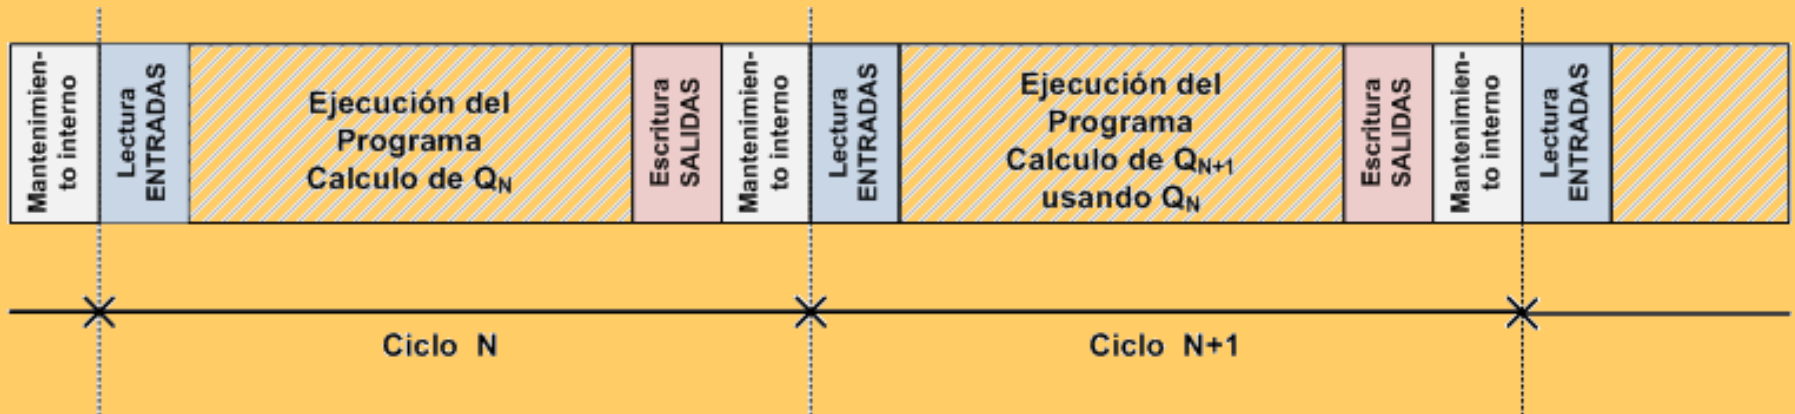 Mantenimien-
to interno
Lectura
ENTRADAS
Ejecución del
Programa
Calculo de QN
Escritura
SALIDAS
Mantenimien-
to interno
Lectura
ENTRADAS
Ejecución del
Programa
Calculo de QN+1
usando QN
Escritura
SALIDAS
Mantenimien-
to interno
Lectura
ENTRADAS
Ciclo N
Ciclo N+1